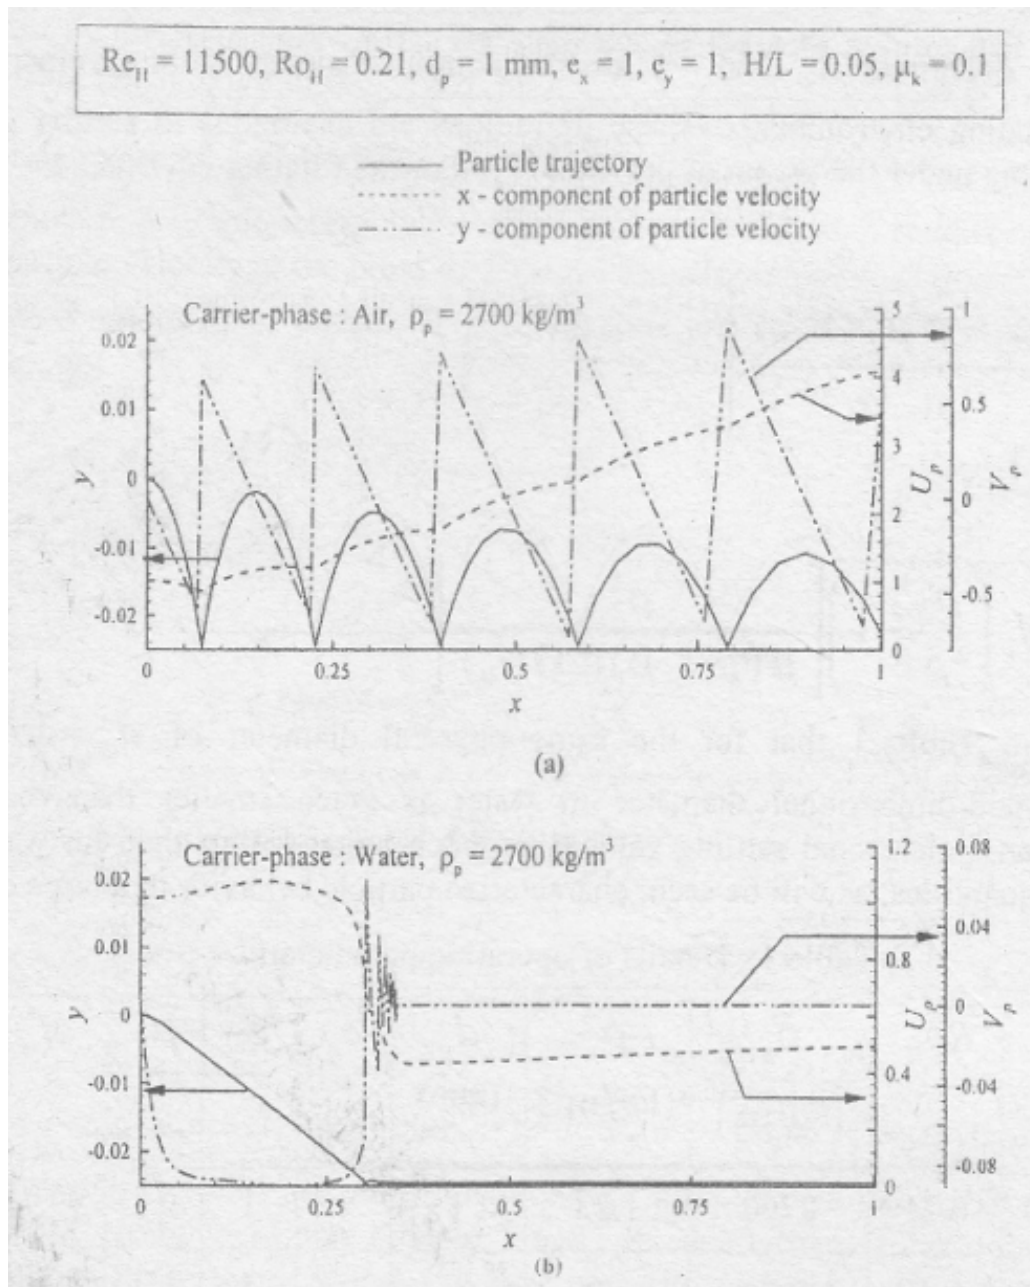 Re_H = 11500, Ro_H = 0.21, d_p = 1 mm, e_x = 1, e_y = 1, H/L = 0.05, μ_k = 0.1
Particle trajectory
x - component of particle velocity
y - component of particle velocity
Carrier-phase : Air, ρ_p = 2700 kg/m³
0.02
0.01
0
-0.01
-0.02
y
5
4
3
2
1
0
U_p
1
0.5
0
-0.5
V_p
0
0.25
0.5
0.75
1
x
(a)
Carrier-phase : Water, ρ_p = 2700 kg/m³
0.02
0.01
0
-0.01
-0.02
y
1.2
0.8
0.4
0
U_p
0.08
0.04
0
-0.04
-0.08
V_p
0
0.25
0.5
0.75
1
x
(b)